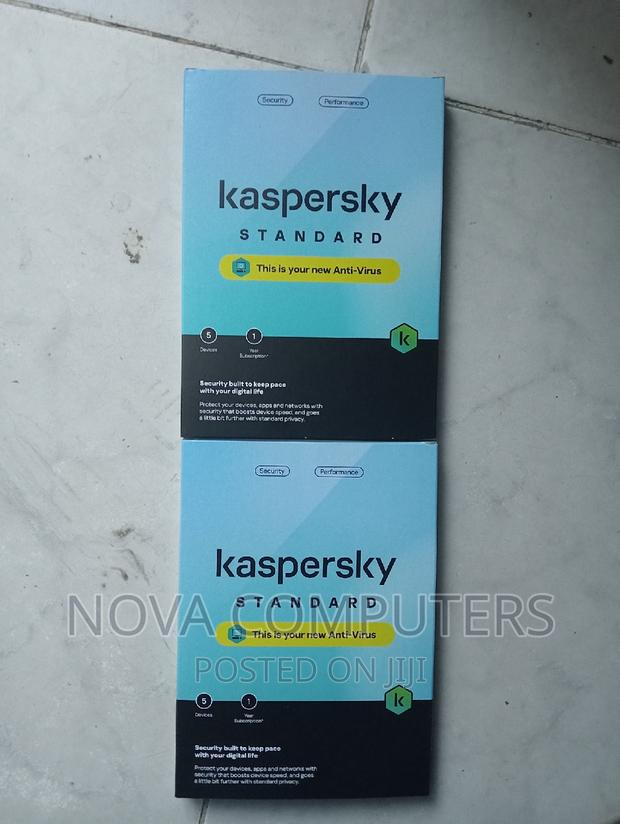 Security Performance
kaspersky
STANDARD
This is your new Anti-Virus
5 1
Devices Year
Subscription*
k
Security built to keep pace
with your digital life
Protect your devices, apps and networks with
security that boosts device speed, and goes
a little bit further with standard privacy.
Security Performance
kaspersky
STANDARD
NOVA COMPUTERS
This is your new Anti-Virus
POSTED ON JIJI
5 1
Devices Year
Subscription*
k
Security built to keep pace
with your digital life
Protect your devices, apps and networks with
security that boosts device speed, and goes
a little bit further with standard privacy.